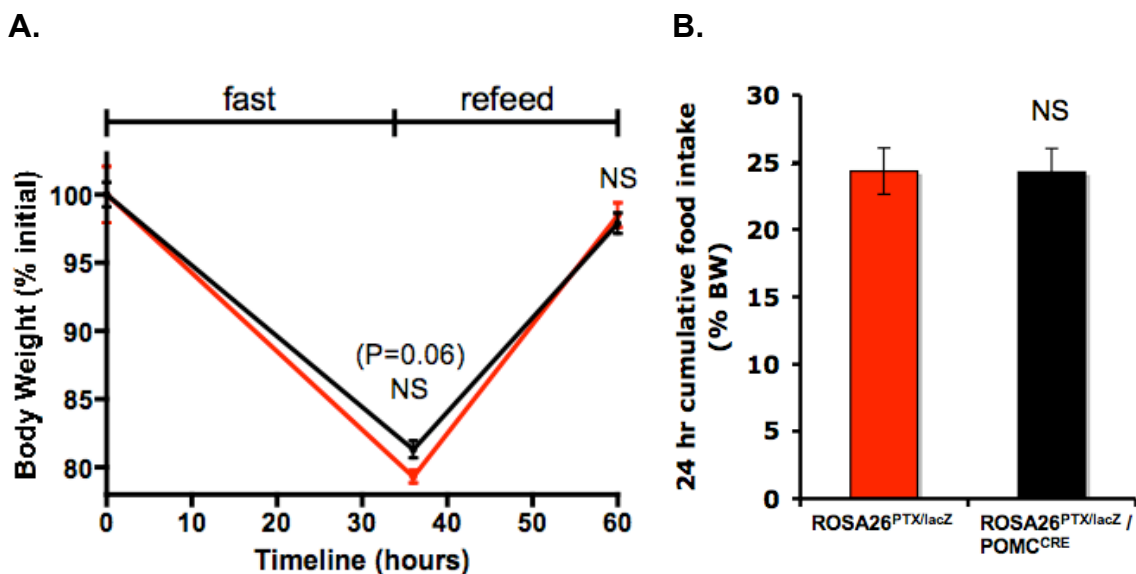 A.
fast refeed
Body Weight (% initial)
100
95
90
85
80
(P=0.06)
NS
NS
0 10 20 30 40 50 60
Timeline (hours)
B.
24 hr cumulative food intake
(% BW)
30
25
20
15
10
5
0
NS
ROSA26PTX/lacZ
ROSA26PTX/lacZ /
POMCCRE